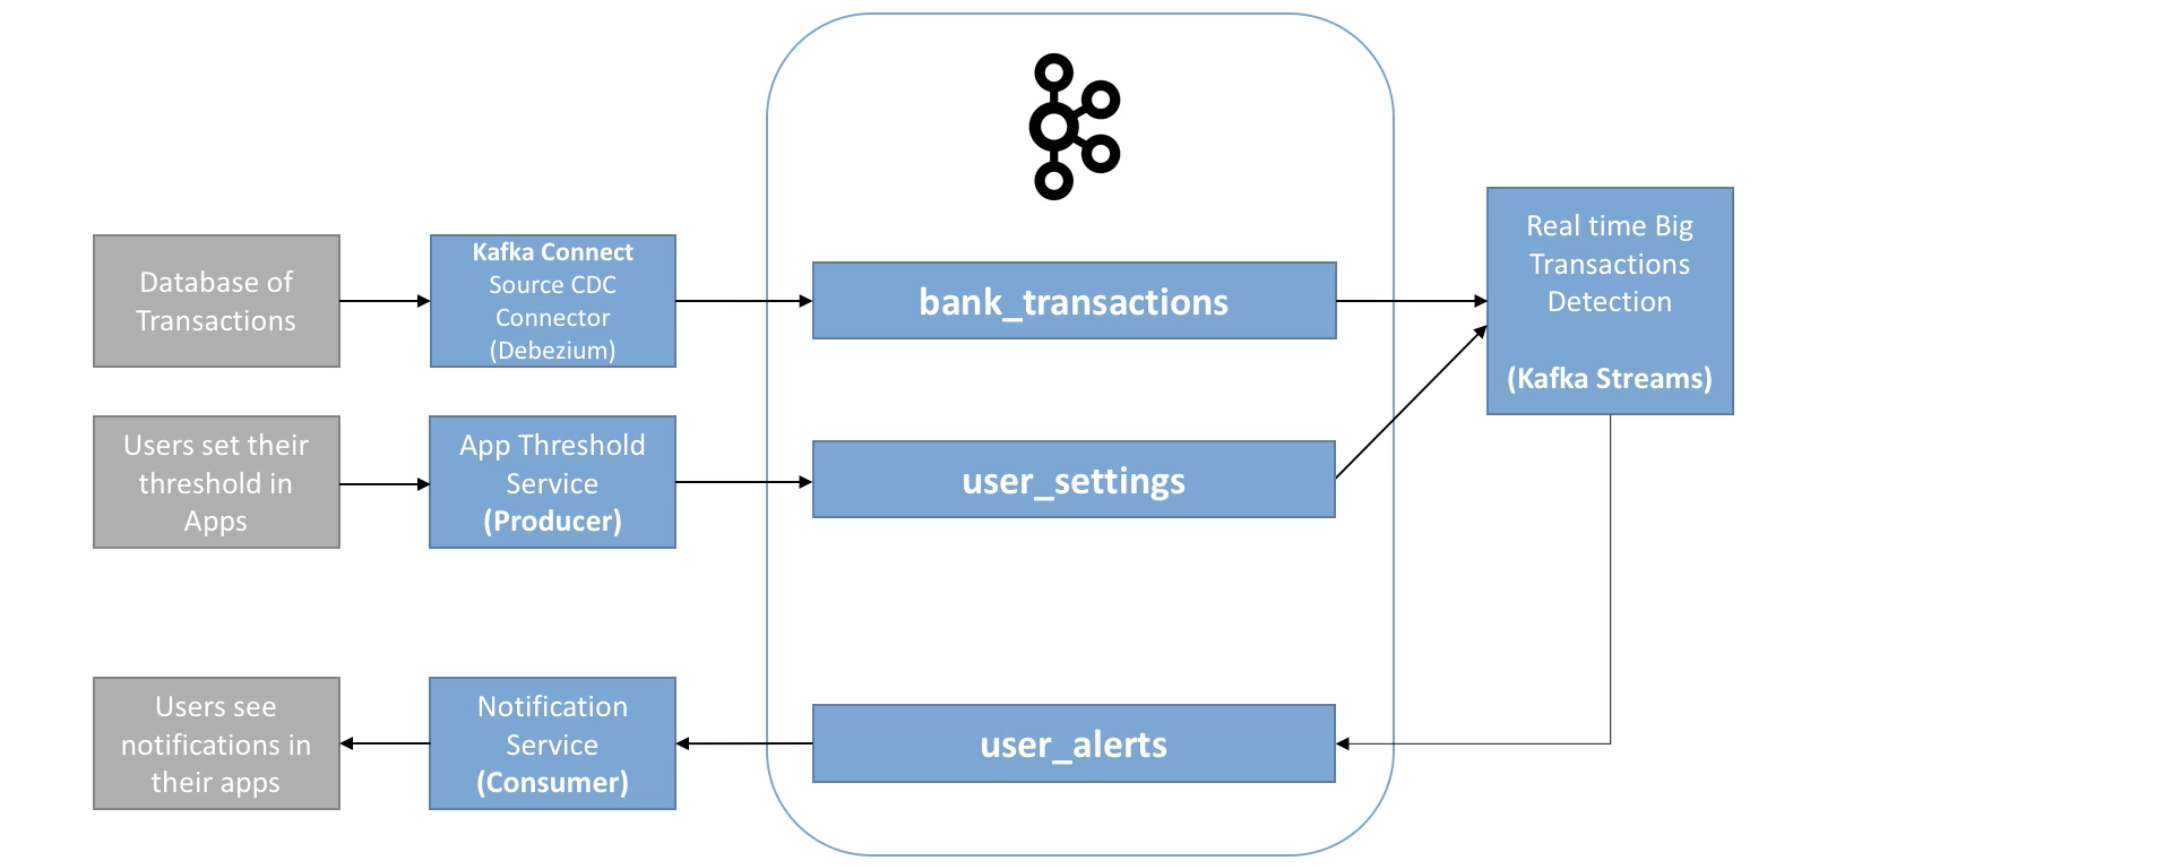 Database of
Transactions
Kafka Connect
Source CDC
Connector
(Debezium)
bank_transactions
Real time Big
Transactions
Detection
(Kafka Streams)
Users set their
threshold in
Apps
App Threshold
Service
(Producer)
user_settings
Users see
notifications in
their apps
Notification
Service
(Consumer)
user_alerts